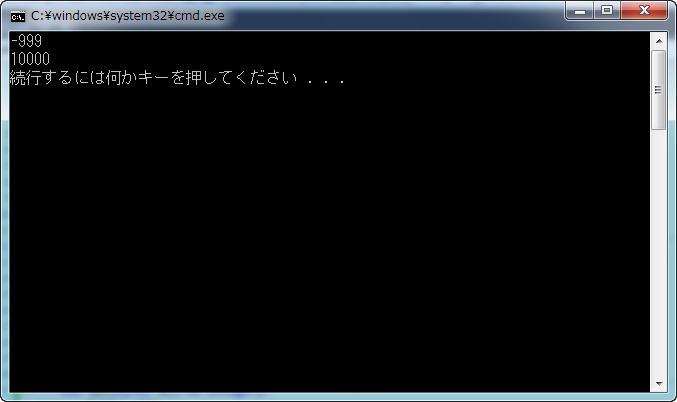 C:¥windows¥system32¥cmd.exe
-999
10000
続行するには何かキーを押してください . . .